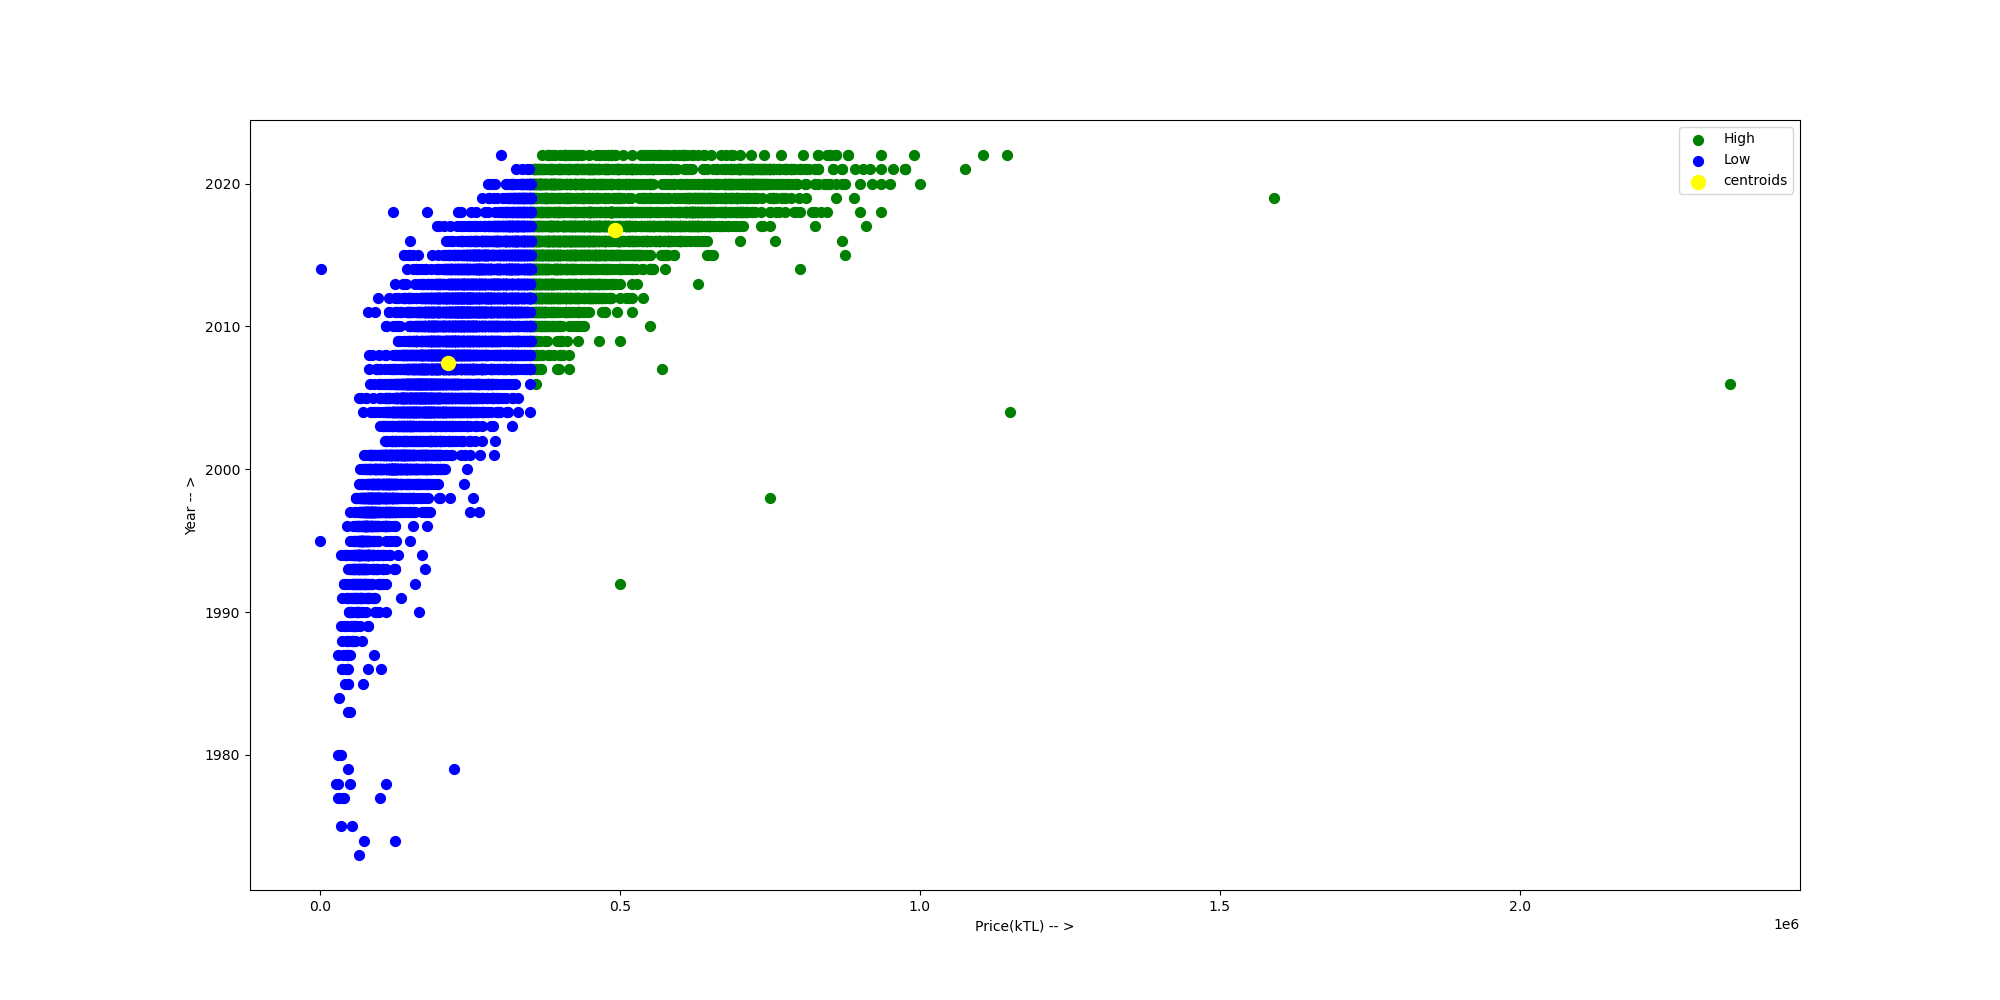 High
Low
centroids
2020
2010
2000
1990
1980
Year -- >
0.0 0.5 1.0 1.5 2.0
1e6
Price(kTL) -- >